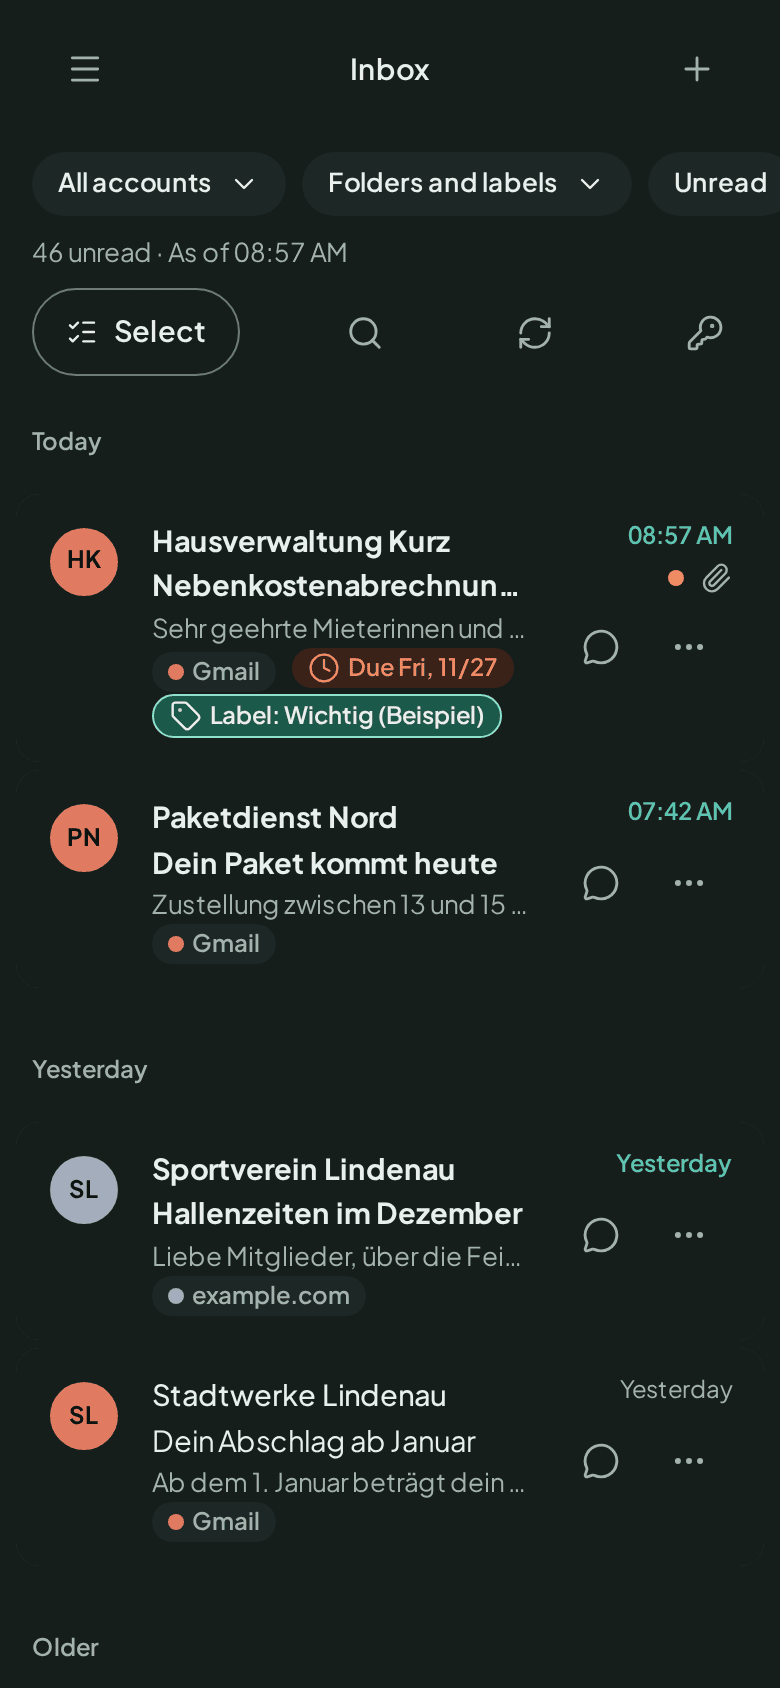 Inbox
All accounts
Folders and labels
Unread
46 unread · As of 08:57 AM
Select
Today
HK
Hausverwaltung Kurz
08:57 AM
Nebenkostenabrechnun…
Sehr geehrte Mieterinnen und …
Gmail
Due Fri, 11/27
Label: Wichtig (Beispiel)
PN
Paketdienst Nord
07:42 AM
Dein Paket kommt heute
Zustellung zwischen 13 und 15 …
Gmail
Yesterday
SL
Sportverein Lindenau
Yesterday
Hallenzeiten im Dezember
Liebe Mitglieder, über die Fei…
example.com
SL
Stadtwerke Lindenau
Yesterday
Dein Abschlag ab Januar
Ab dem 1. Januar beträgt dein …
Gmail
Older